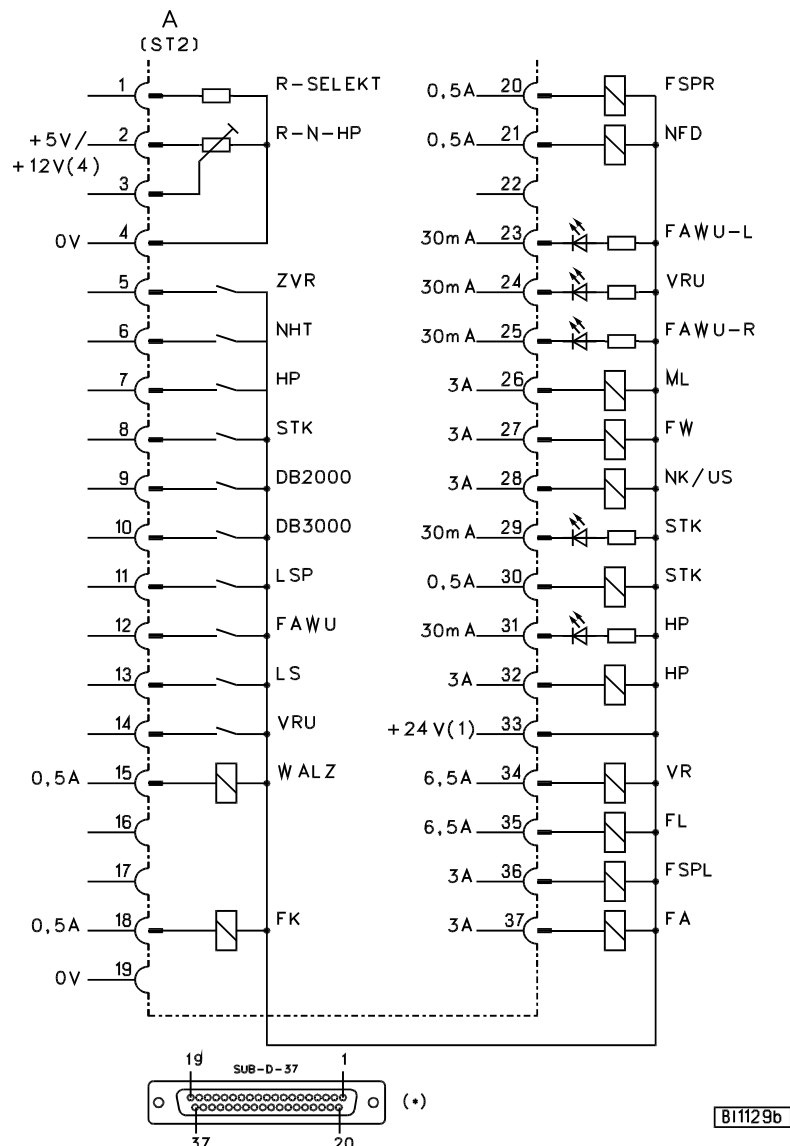 A
(ST2)
1 R-SELEKT
+5V/
+12V(4)
2 R-N-HP
3
0V 4
5 ZVR
6 NHT
7 HP
8 STK
9 DB2000
10 DB3000
11 LSP
12 FAWU
13 LS
14 VRU
0,5A 15 WALZ
16
17
0,5A 18 FK
0V 19
0,5A 20 FSPR
0,5A 21 NFD
22
30mA 23 FAWU-L
30mA 24 VRU
30mA 25 FAWU-R
3A 26 ML
3A 27 FW
3A 28 NK/US
30mA 29 STK
0,5A 30 STK
30mA 31 HP
3A 32 HP
+24V(1) 33
6,5A 34 VR
6,5A 35 FL
3A 36 FSPL
3A 37 FA
19 SUB-D-37 1
(*)
37 20
BI1129b